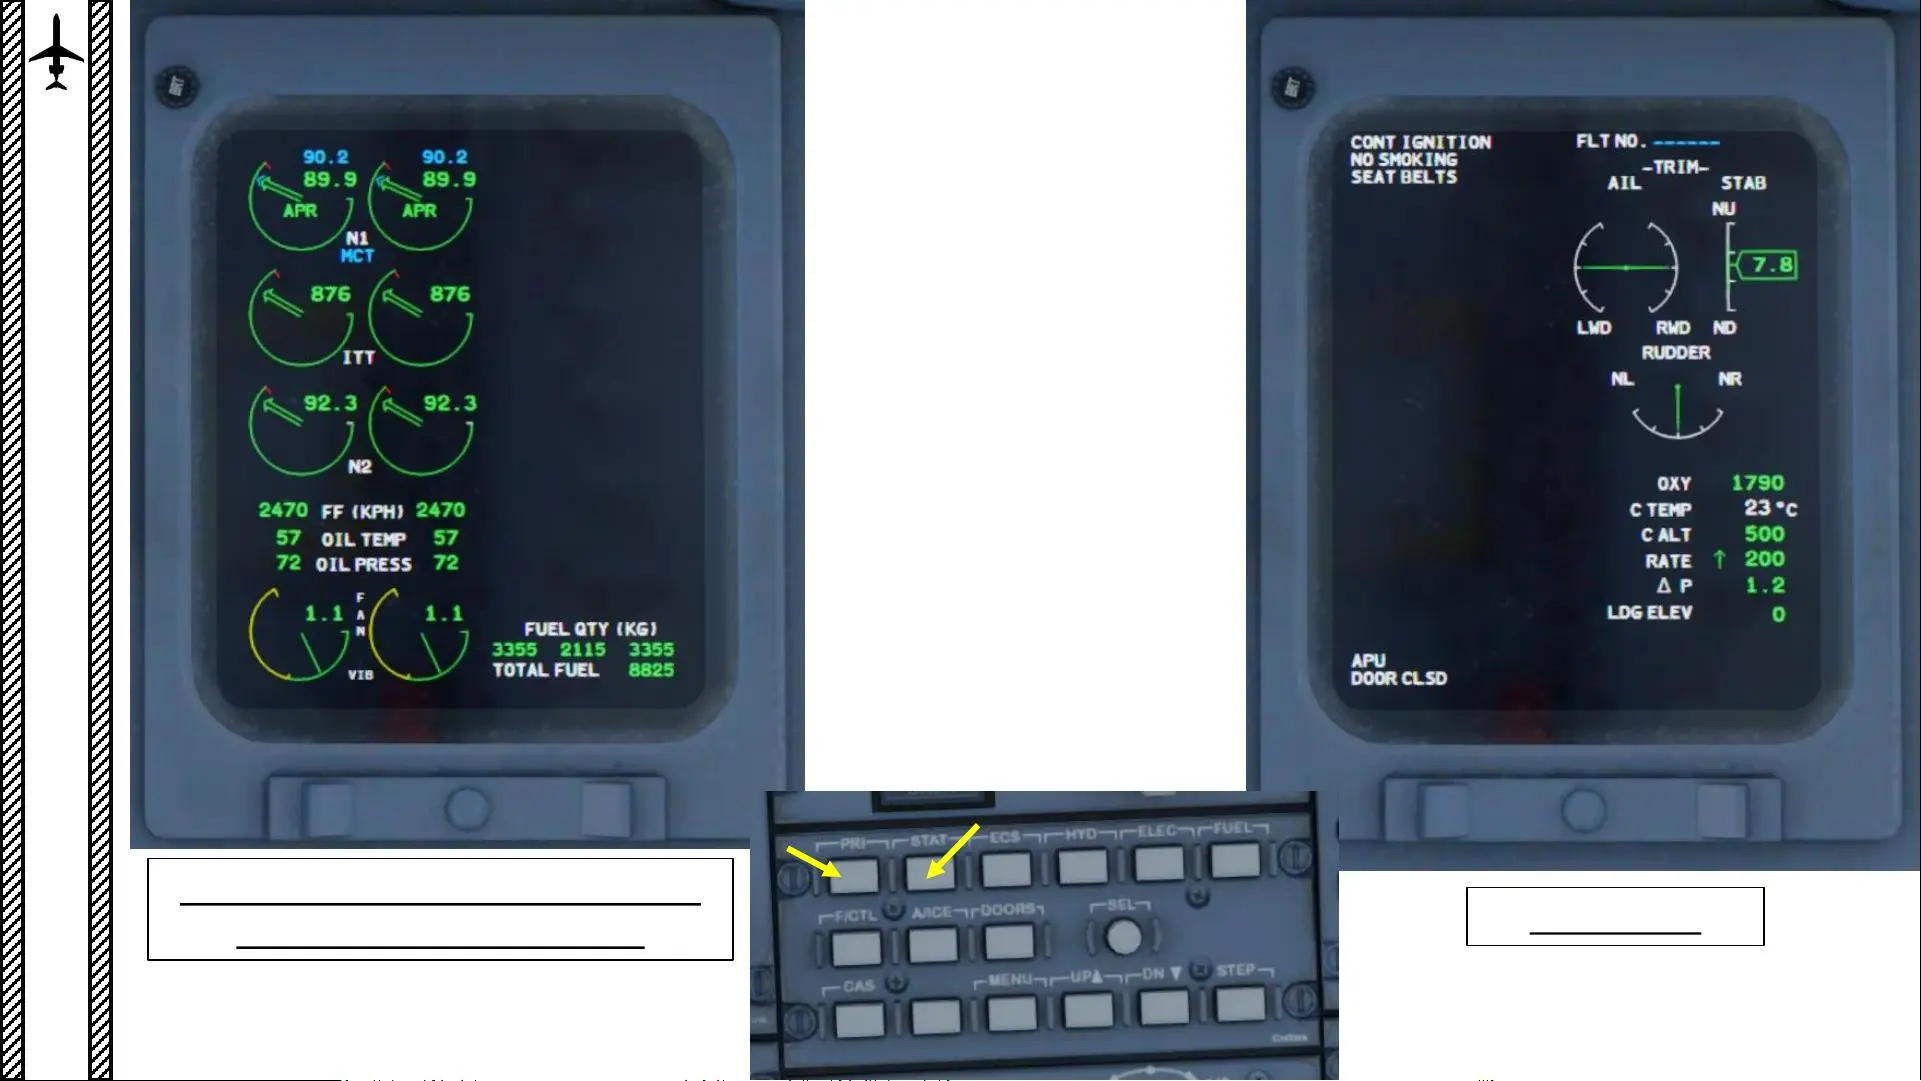 BRT
90.2 90.2
89.9 89.9
APR APR
N1
MCT
876 876
ITT
92.3 92.3
N2
2470 FF (KPH) 2470
57 OIL TEMP 57
72 OIL PRESS 72
FAN
1.1 1.1
VIB
FUEL QTY (KG)
3355 2115 3355
TOTAL FUEL 8825
BRT
CONT IGNITION
NO SMOKING
SEAT BELTS
FLT NO. ------
-TRIM-
AIL STAB
NU
7.8
LWD RWD ND
RUDDER
NL NR
OXY 1790
C TEMP 23 °C
C ALT 500
RATE ↑ 200
Δ P 1.2
LDG ELEV 0
APU
DOOR CLSD
PRI STAT ECS HYD ELEC FUEL
F/CTL A/ICE DOORS SEL
CAS MENU UP▲ DN ▼ STEP